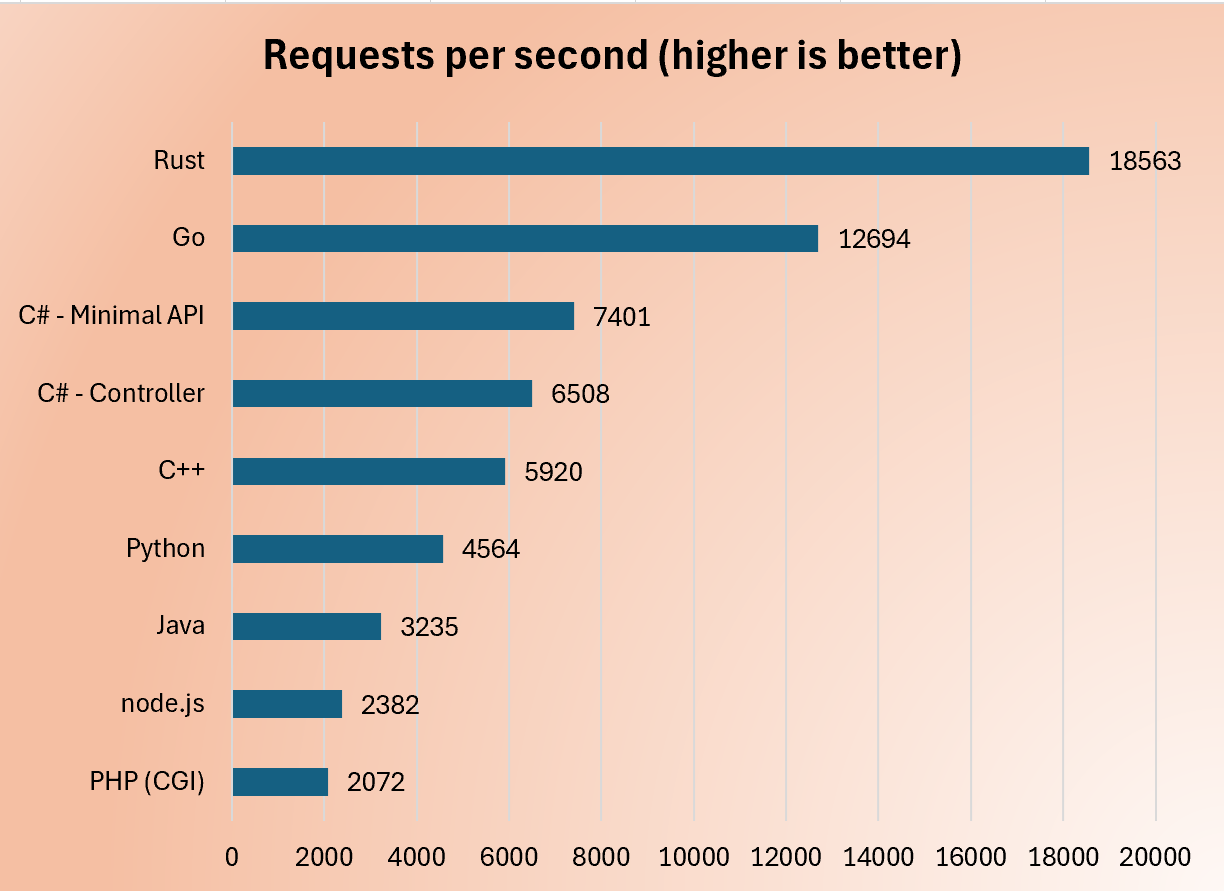 Requests per second (higher is better)
Rust 18563
Go 12694
C# - Minimal API 7401
C# - Controller 6508
C++ 5920
Python 4564
Java 3235
node.js 2382
PHP (CGI) 2072
0 2000 4000 6000 8000 10000 12000 14000 16000 18000 20000